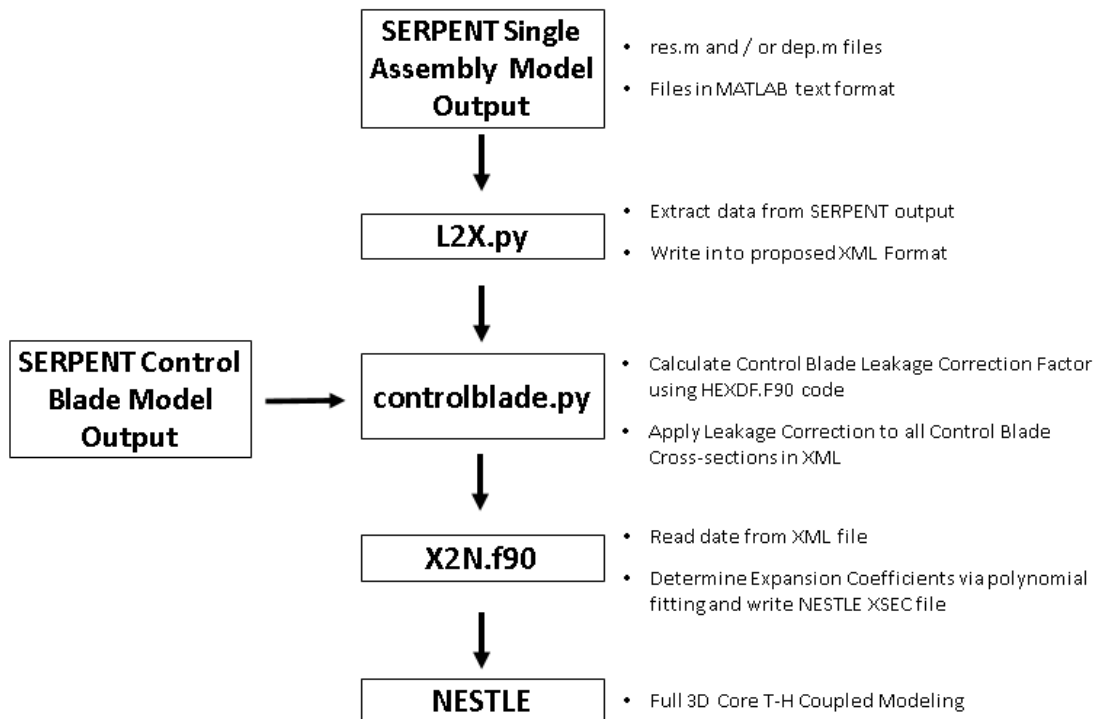 SERPENT Single
Assembly Model
Output
• res.m and / or dep.m files
• Files in MATLAB text format
L2X.py
• Extract data from SERPENT output
• Write in to proposed XML Format
SERPENT Control
Blade Model
Output
controlblade.py
• Calculate Control Blade Leakage Correction Factor
using HEXDF.F90 code
• Apply Leakage Correction to all Control Blade
Cross-sections in XML
X2N.f90
• Read date from XML file
• Determine Expansion Coefficients via polynomial
fitting and write NESTLE XSEC file
NESTLE
• Full 3D Core T-H Coupled Modeling